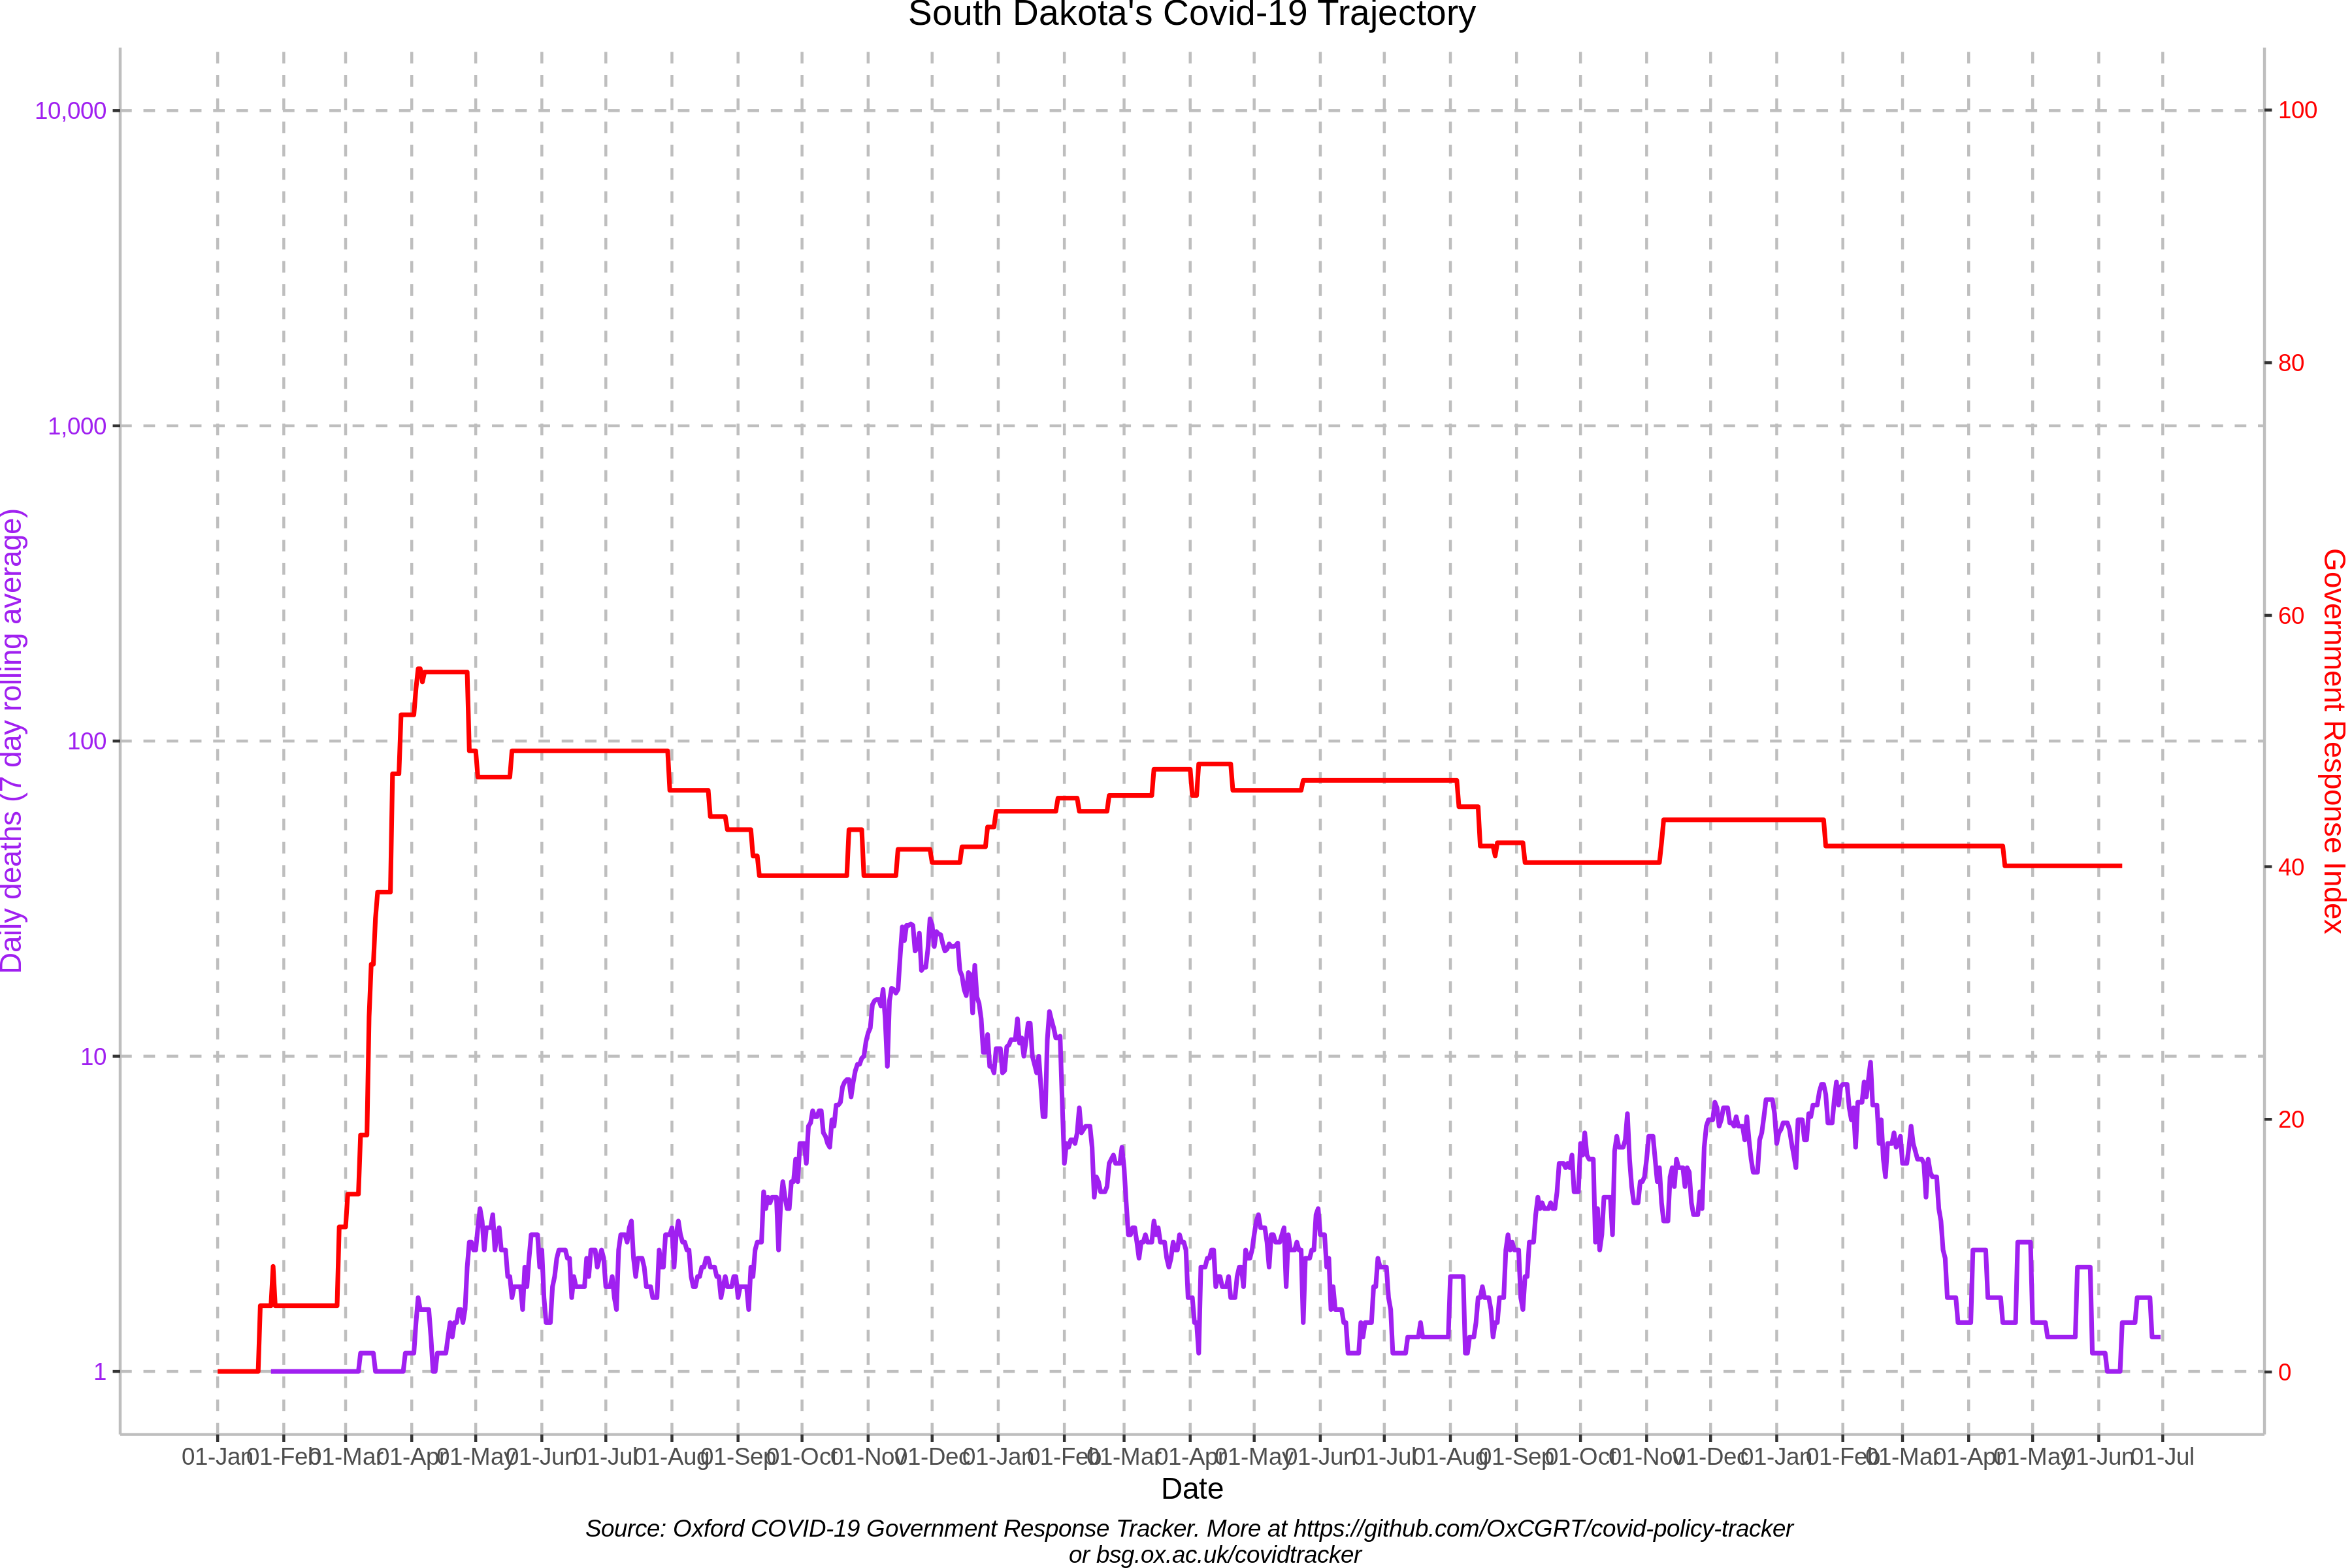 South Dakota's Covid-19 Trajectory
10,000
1,000
100
10
1
Daily deaths (7 day rolling average)
100
80
60
40
20
0
Government Response Index
01-Jan 01-Feb 01-Mar 01-Apr 01-May 01-Jun 01-Jul 01-Aug 01-Sep 01-Oct 01-Nov 01-Dec 01-Jan 01-Feb 01-Mar 01-Apr 01-May 01-Jun 01-Jul 01-Aug 01-Sep 01-Oct 01-Nov 01-Dec 01-Jan 01-Feb 01-Mar 01-Apr 01-May 01-Jun 01-Jul
Date
Source: Oxford COVID-19 Government Response Tracker. More at https://github.com/OxCGRT/covid-policy-tracker
or bsg.ox.ac.uk/covidtracker